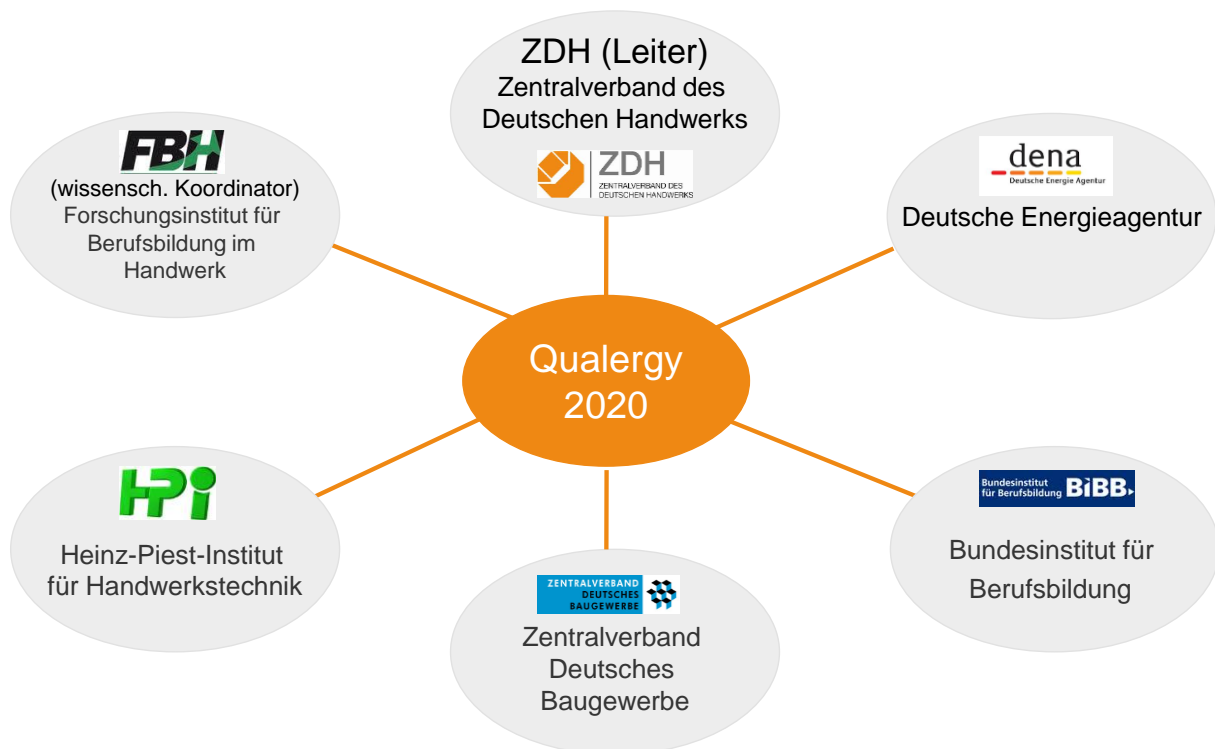 ZDH (Leiter)
Zentralverband des
Deutschen Handwerks
ZDH
ZENTRALVERBAND DES
DEUTSCHEN HANDWERKS
FBH
(wissensch. Koordinator)
Forschungsinstitut für
Berufsbildung im
Handwerk
dena
Deutsche Energie Agentur
Deutsche Energieagentur
Qualergy
2020
HPi
Heinz-Piest-Institut
für Handwerkstechnik
ZENTRALVERBAND
DEUTSCHES
BAUGEWERBE
Zentralverband
Deutsches
Baugewerbe
Bundesinstitut
für Berufsbildung BiBB
Bundesinstitut für
Berufsbildung